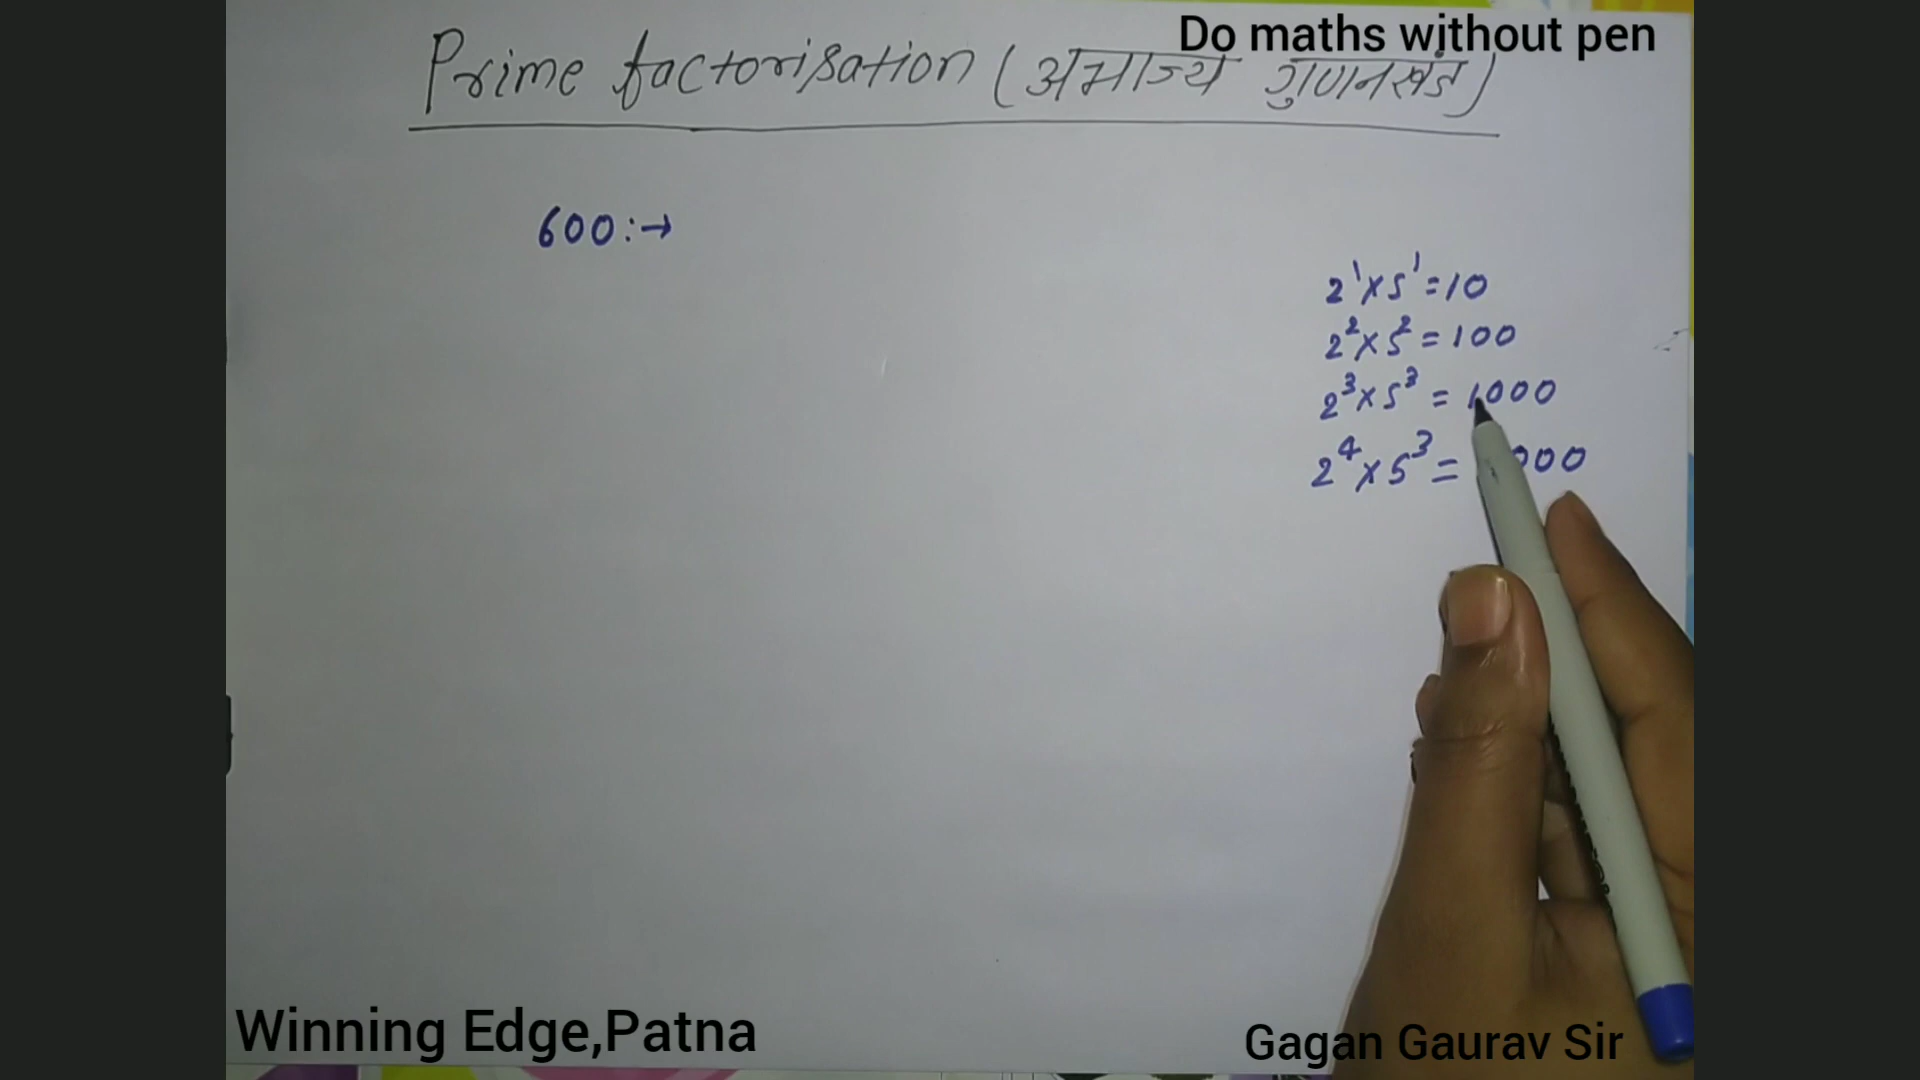 Do maths without pen
Prime factorisation (अभाज्य गुणनखंड)
600:→
2¹×5¹=10
2²×5²=100
2³×5³=1000
2⁴×5³= 000
Winning Edge,Patna
Gagan Gaurav Sir